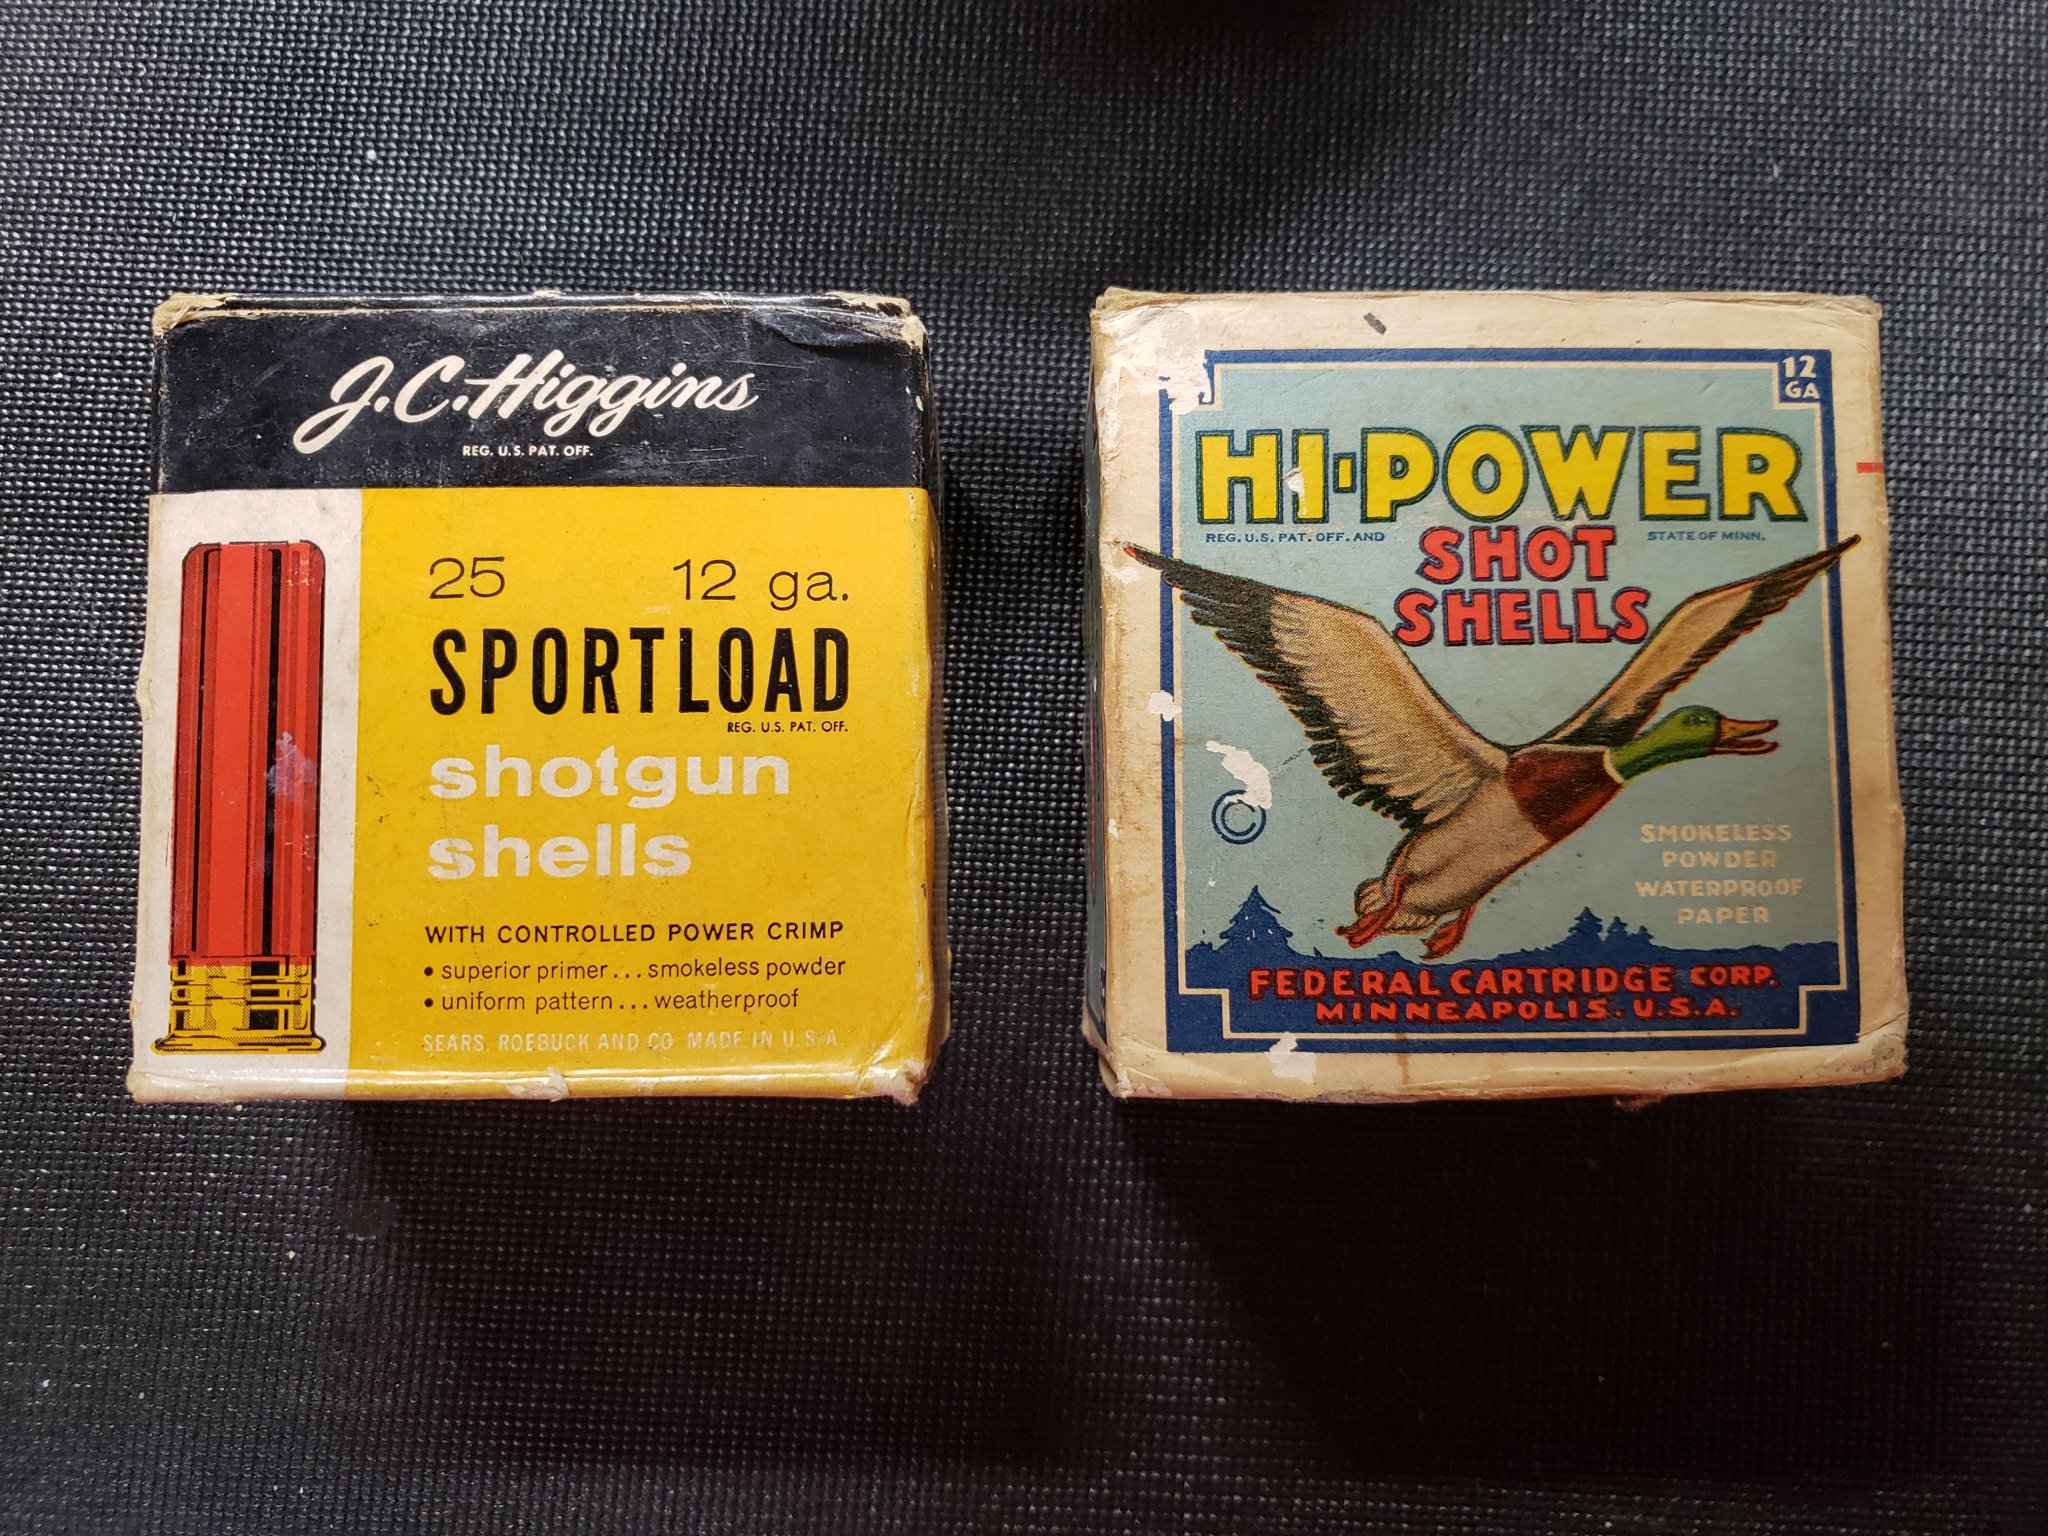 J.C. Higgins
REG. U.S. PAT. OFF.
25 12 ga.
SPORTLOAD
REG. U.S. PAT. OFF.
shotgun
shells
WITH CONTROLLED POWER CRIMP
• superior primer... smokeless powder
• uniform pattern... weatherproof
SEARS, ROEBUCK AND CO. MADE IN U.S.A.
12
GA
HI-POWER
REG. U.S. PAT. OFF. AND STATE OF MINN.
SHOT
SHELLS
©
SMOKELESS
POWDER
WATERPROOF
PAPER
FEDERAL CARTRIDGE CORP.
MINNEAPOLIS. U.S.A.